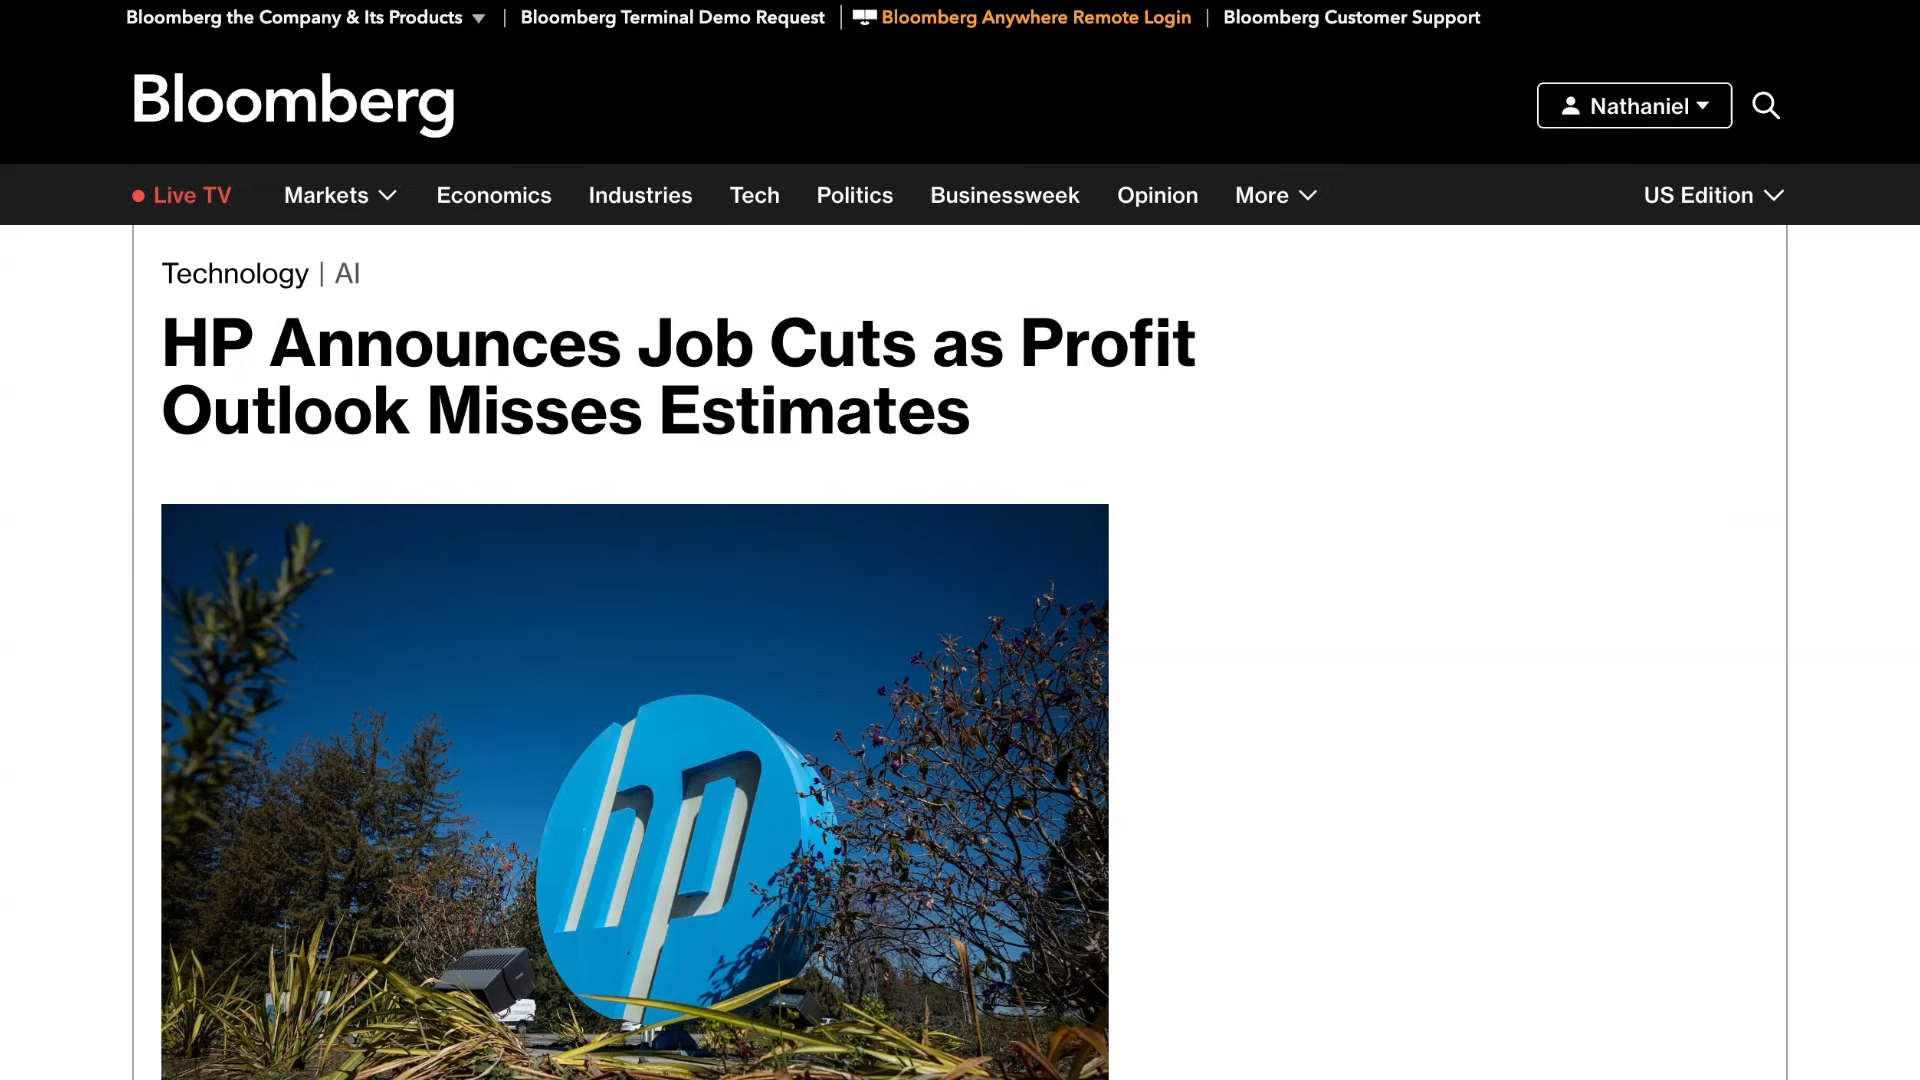 Bloomberg the Company & Its Products ▼ | Bloomberg Terminal Demo Request | Bloomberg Anywhere Remote Login | Bloomberg Customer Support
Bloomberg
Nathaniel
Live TV Markets Economics Industries Tech Politics Businessweek Opinion More US Edition
Technology | AI
HP Announces Job Cuts as Profit
Outlook Misses Estimates
hp